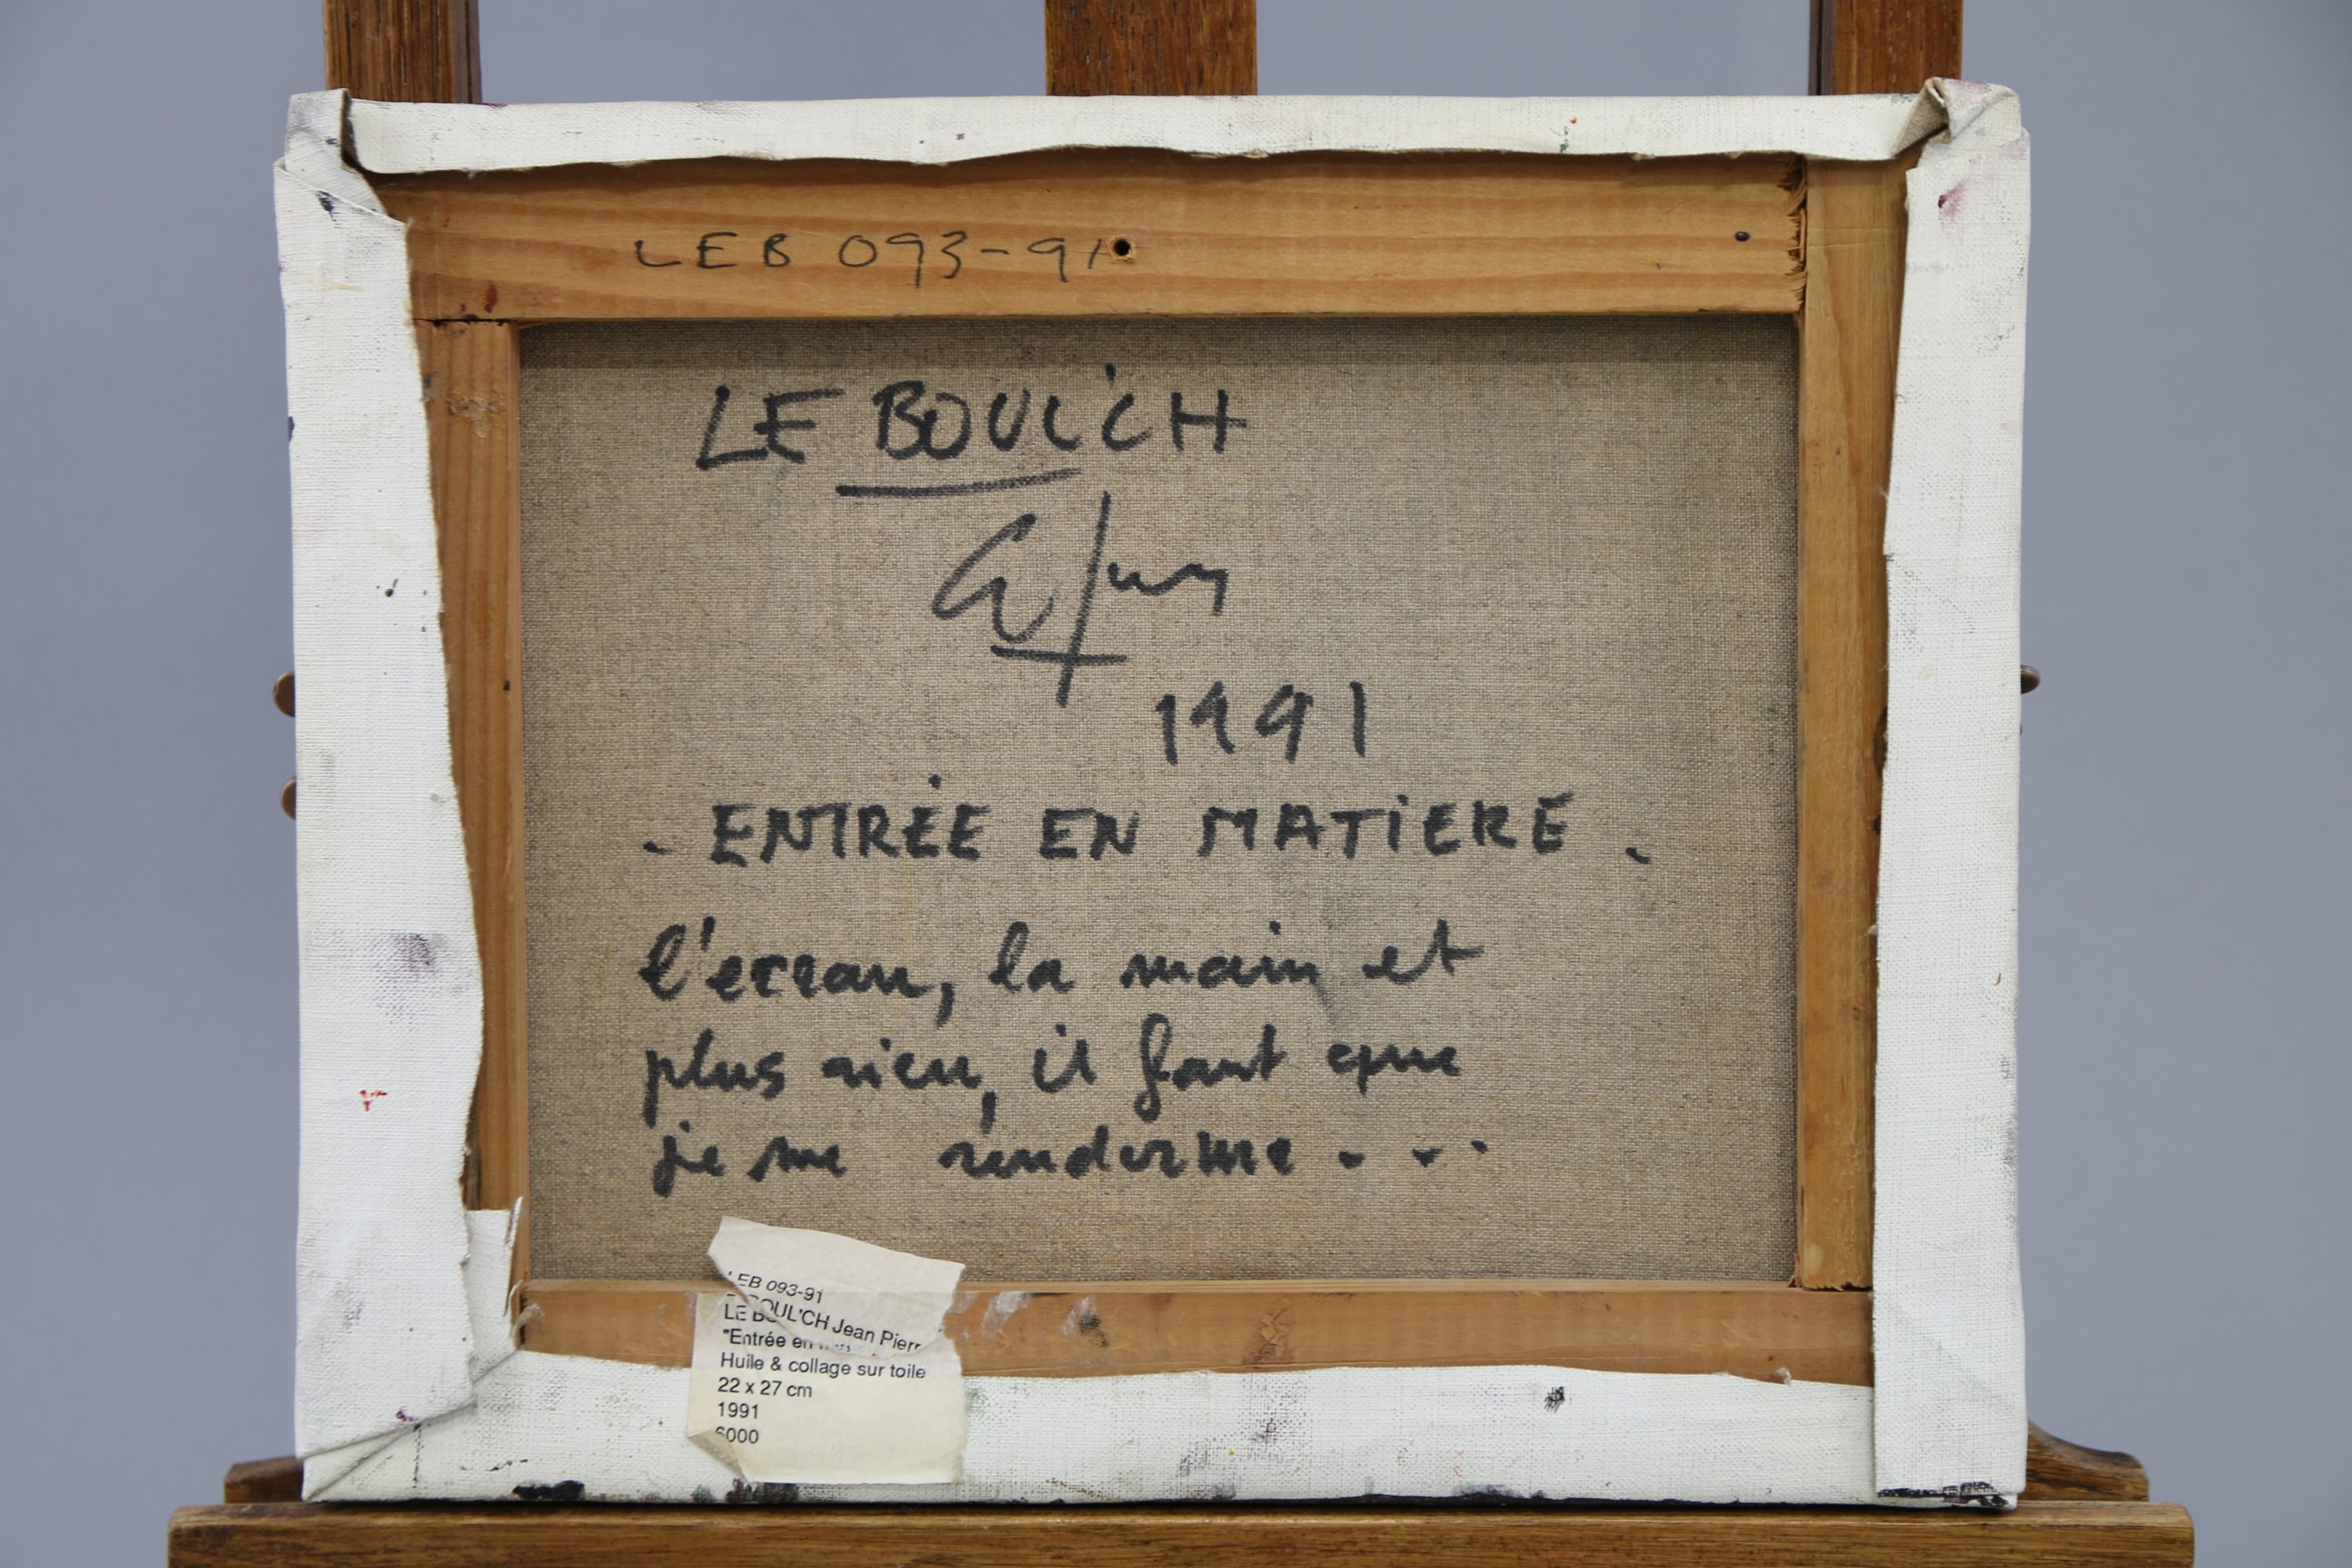 LEB 093-91
LE BOUL'CH
1991
. ENTRÉE EN MATIERE .
l'ecran, la main et
plus rien, il faut que
je me rendorme...
LEB 093-91
LE BOUL'CH Jean Pierr
"Entrée en
Huile & collage sur toile
22 x 27 cm
1991
6000